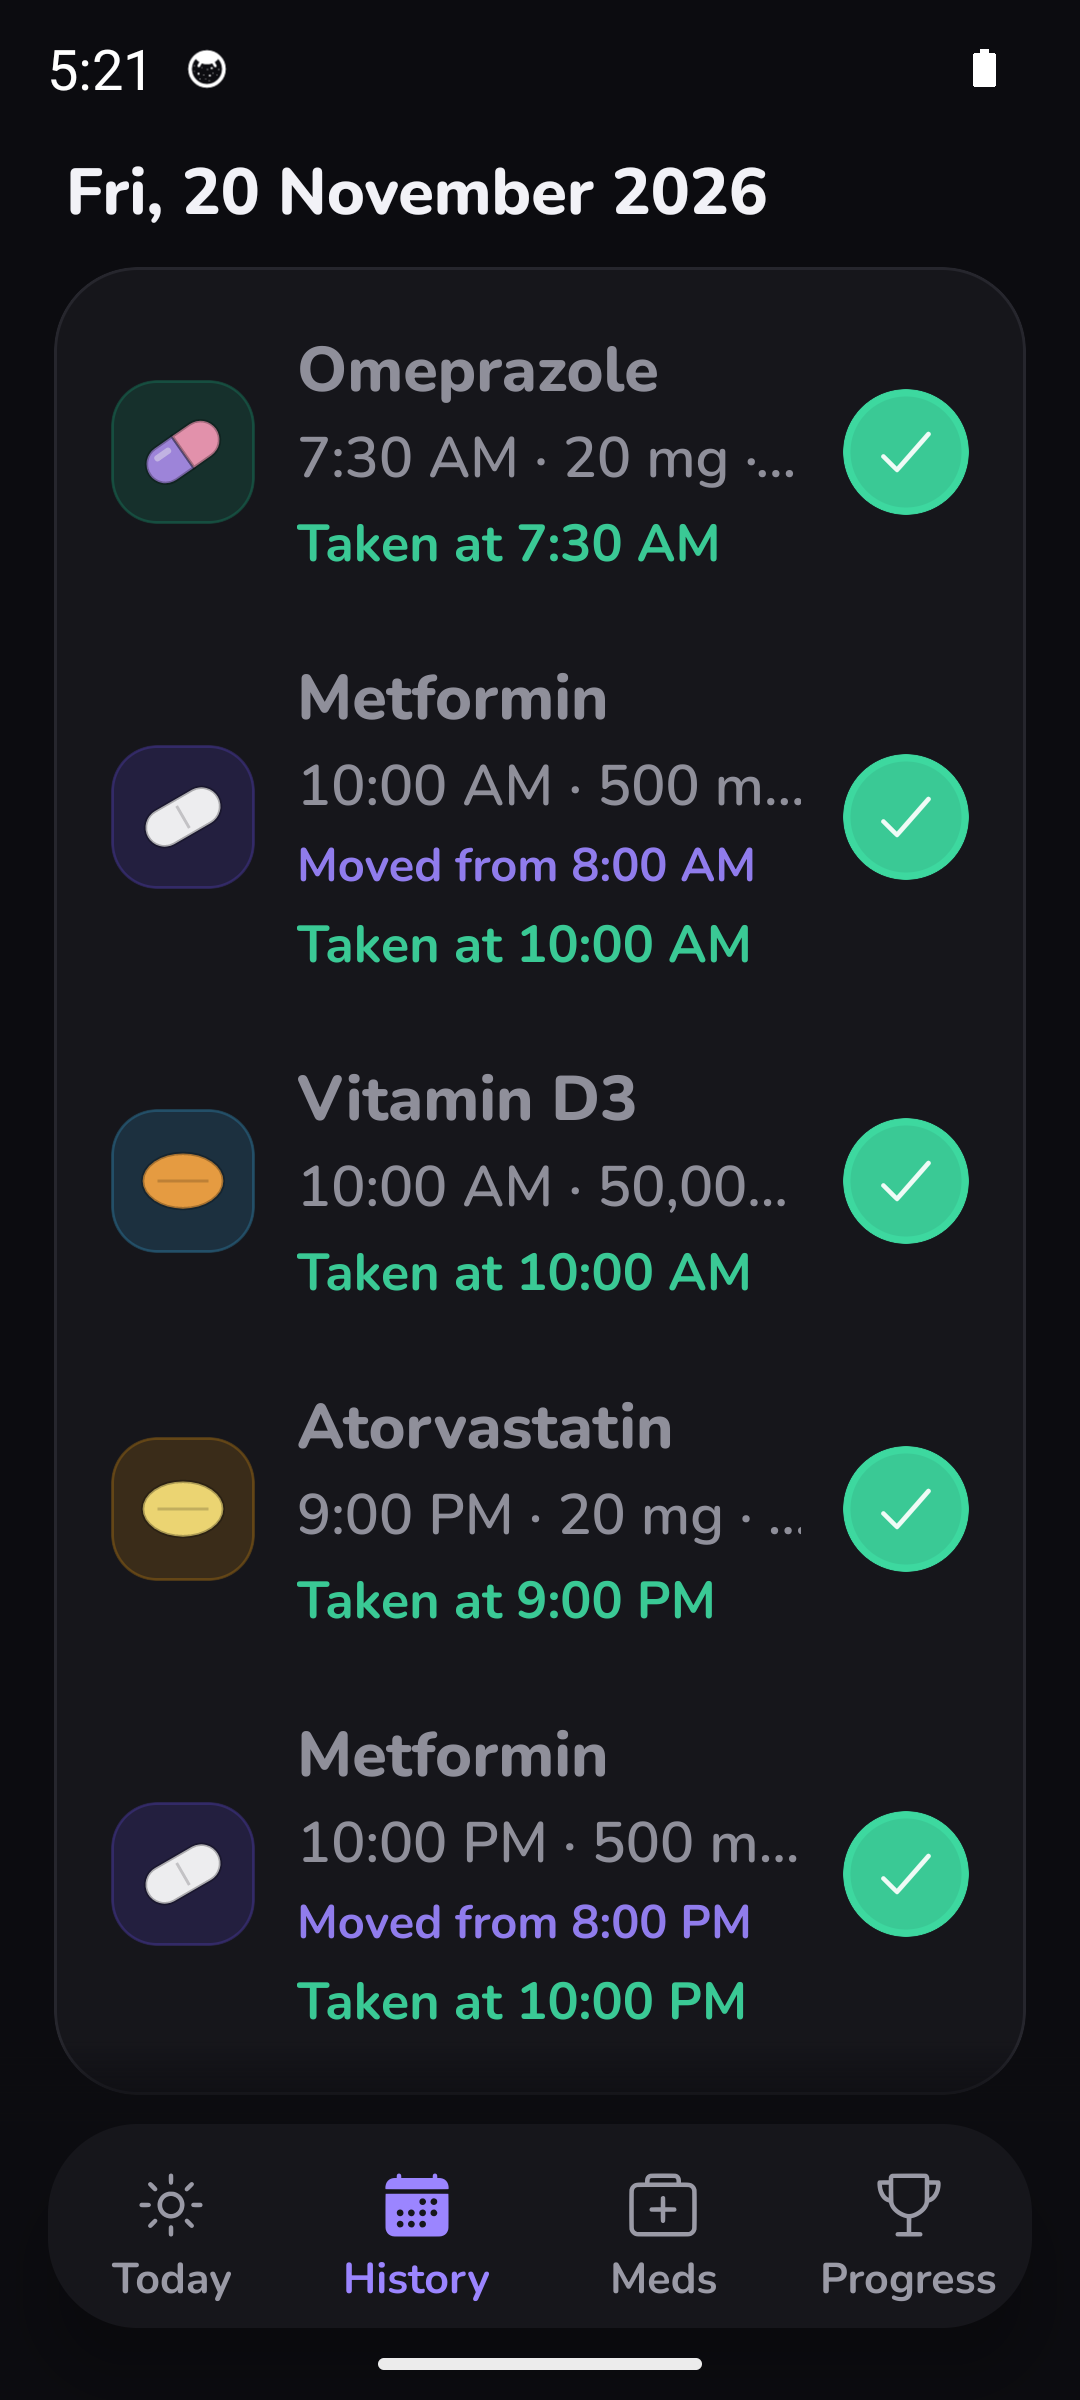 5:21
Fri, 20 November 2026
Omeprazole
7:30 AM · 20 mg ·...
Taken at 7:30 AM
Metformin
10:00 AM · 500 m...
Moved from 8:00 AM
Taken at 10:00 AM
Vitamin D3
10:00 AM · 50,00...
Taken at 10:00 AM
Atorvastatin
9:00 PM · 20 mg · ...
Taken at 9:00 PM
Metformin
10:00 PM · 500 m...
Moved from 8:00 PM
Taken at 10:00 PM
Today History Meds Progress